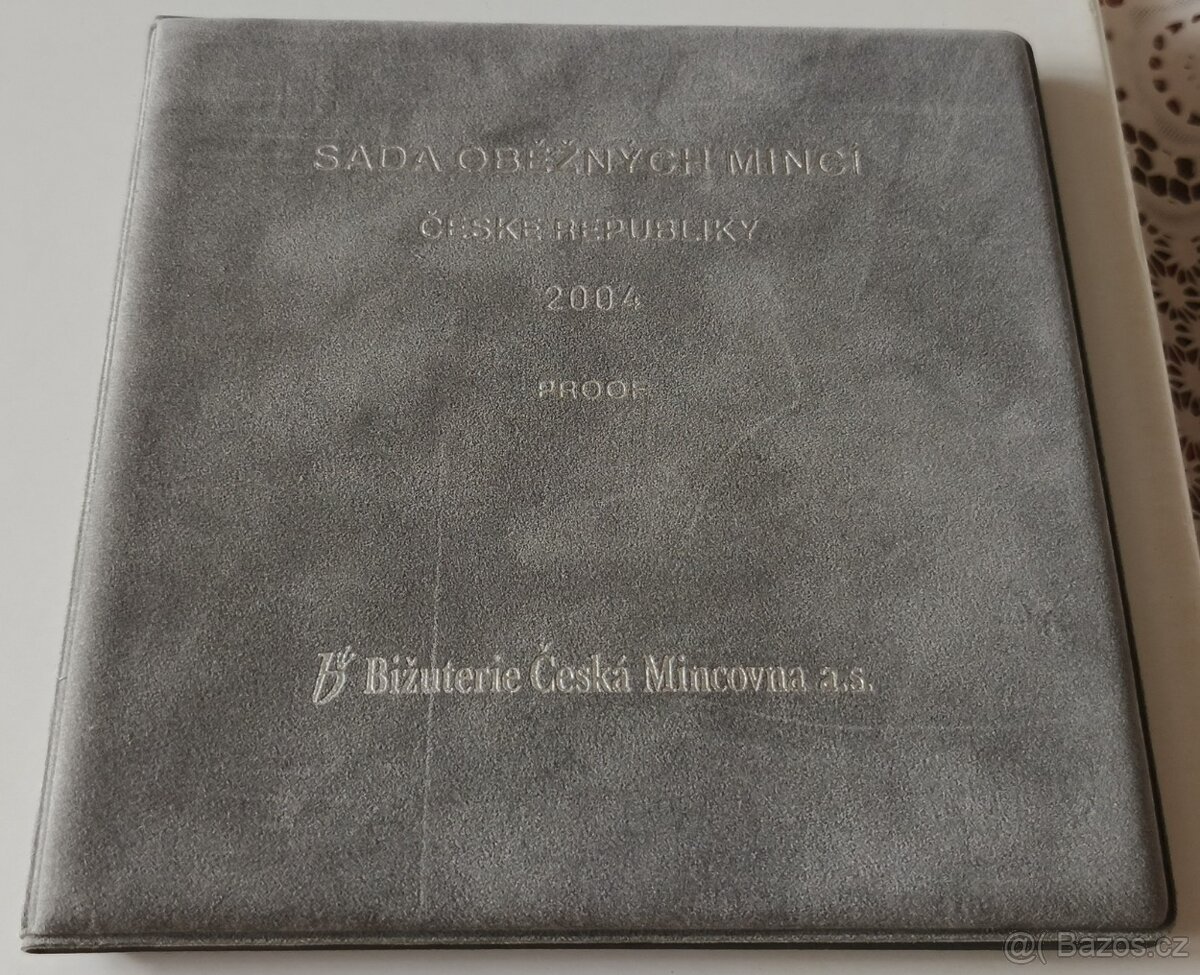 SADA OBĚŽNÝCH MINCÍ
ČESKÉ REPUBLIKY
2004
PROOF
Bižuterie Česká Mincovna a.s.
@( Bazos.cz